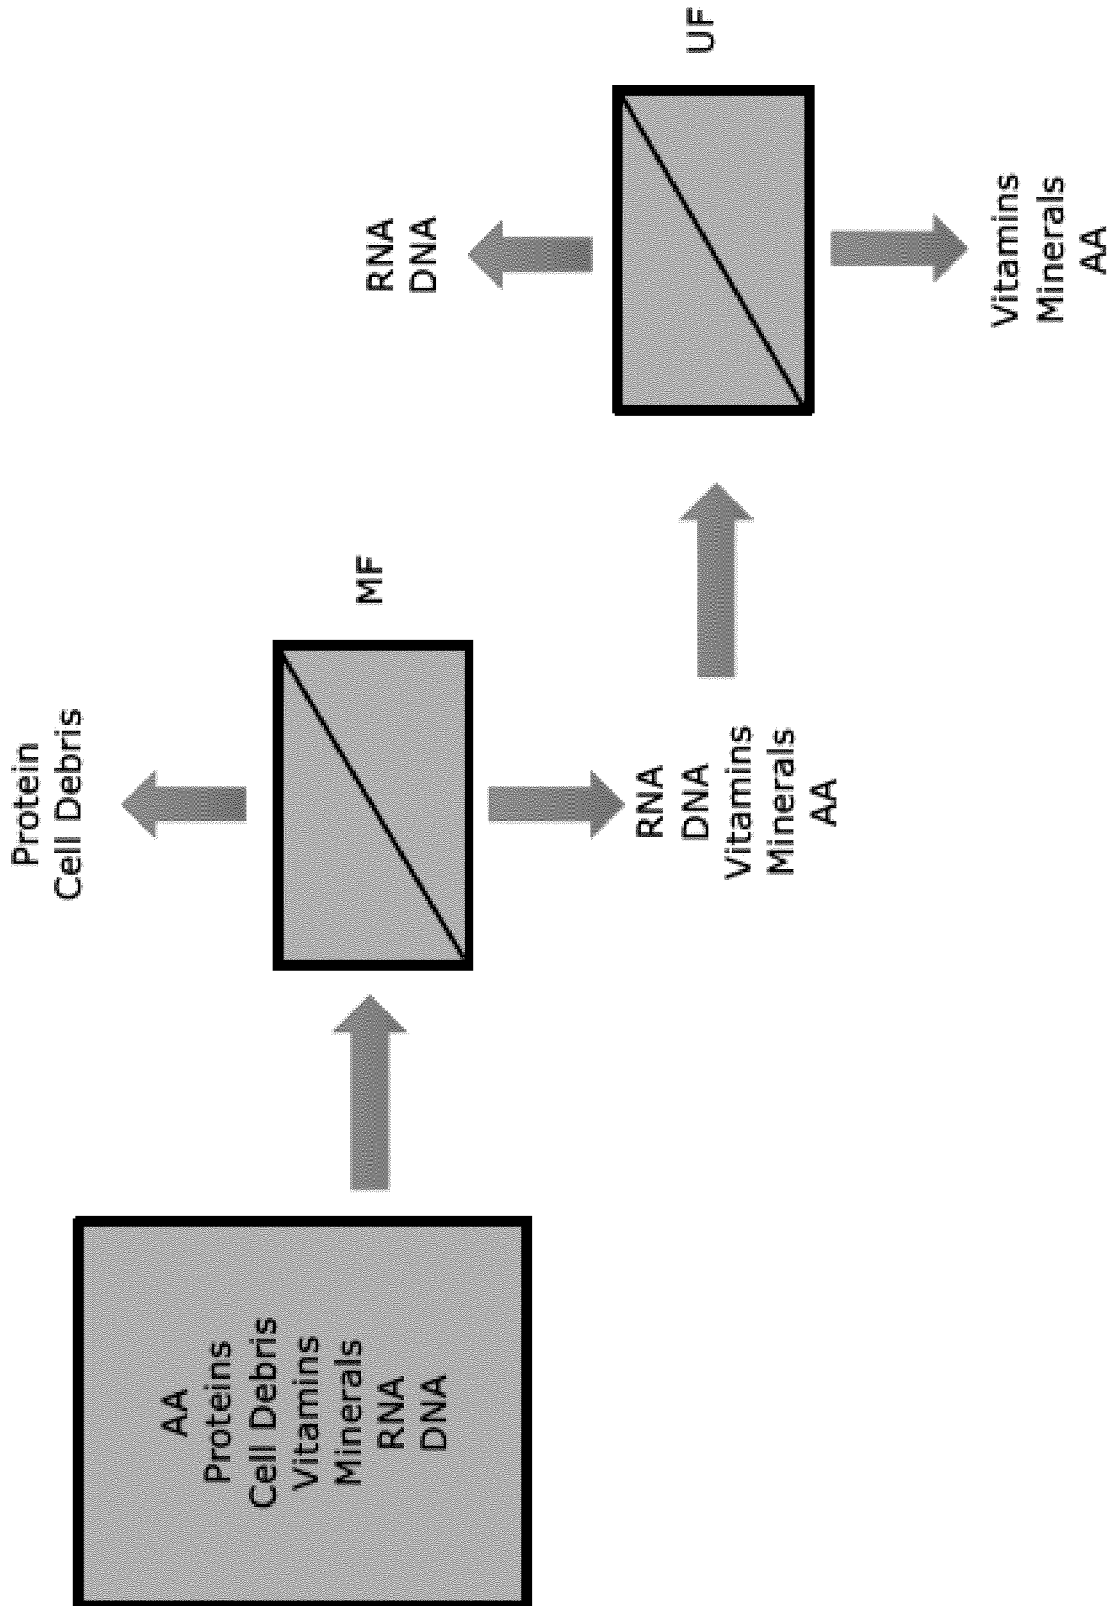 AA
Proteins
Cell Debris
Vitamins
Minerals
RNA
DNA
Protein
Cell Debris
MF
RNA
DNA
Vitamins
Minerals
AA
RNA
DNA
UF
Vitamins
Minerals
AA